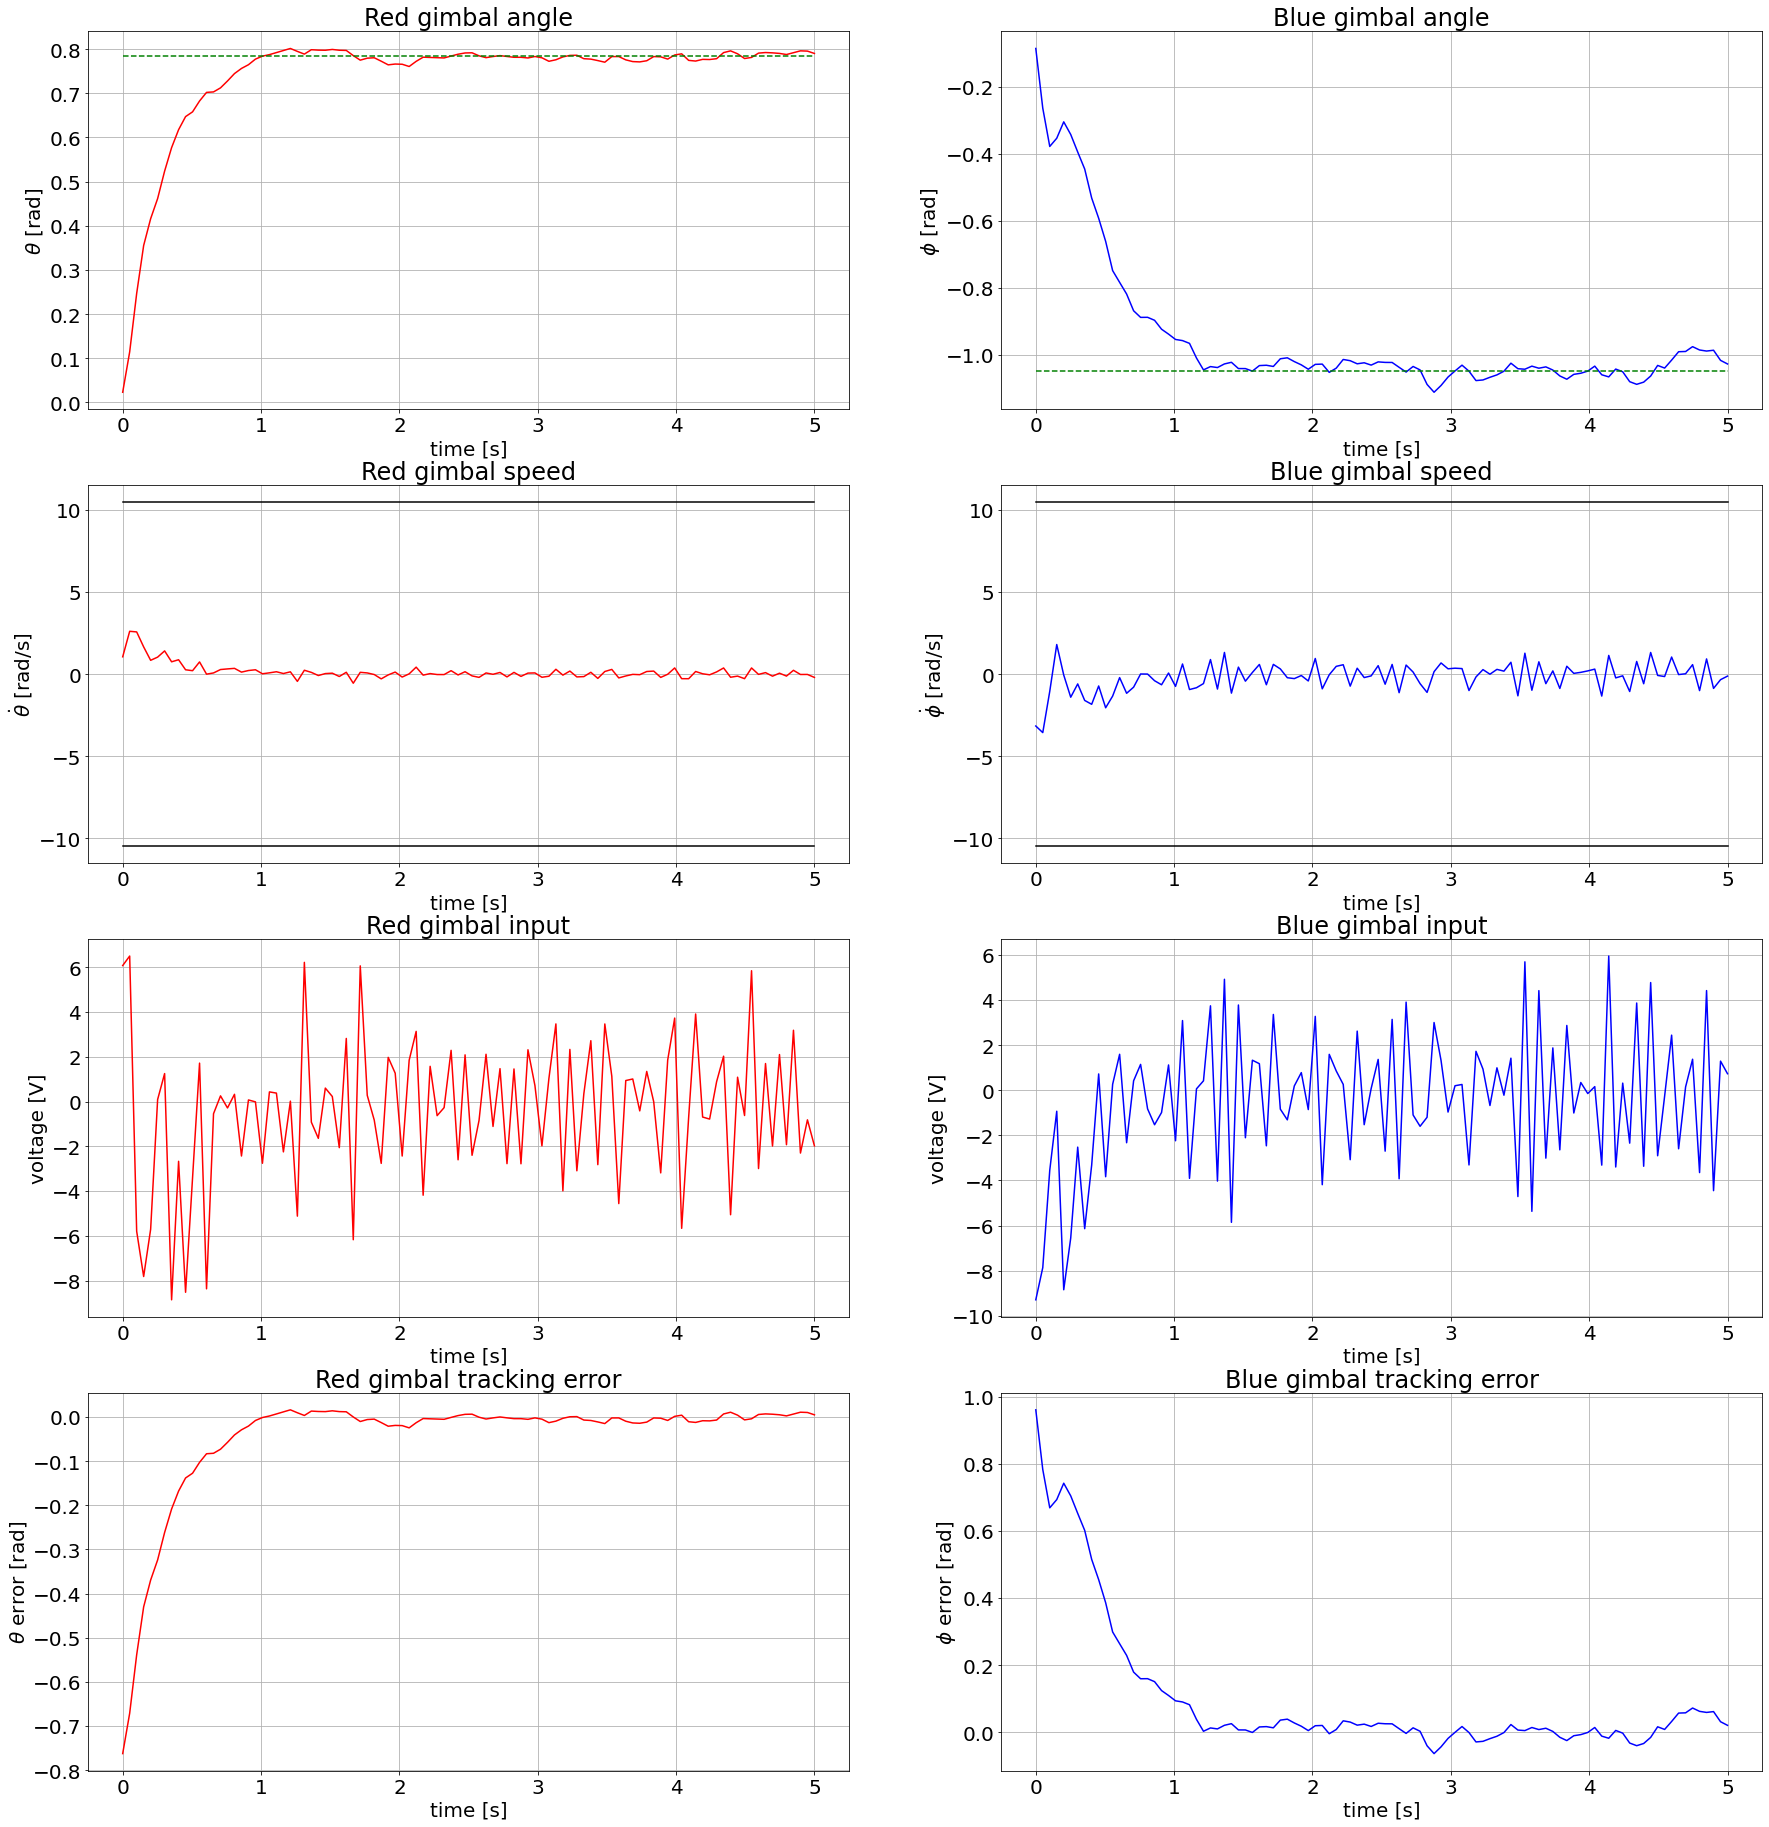 Red gimbal angle
0.8
0.7
0.6
0.5
0.4
0.3
0.2
0.1
0.0
θ [rad]
0 1 2 3 4 5
time [s]
Blue gimbal angle
−0.2
−0.4
−0.6
−0.8
−1.0
ϕ [rad]
0 1 2 3 4 5
time [s]
Red gimbal speed
10
5
0
−5
−10
θ̇ [rad/s]
0 1 2 3 4 5
time [s]
Blue gimbal speed
10
5
0
−5
−10
ϕ̇ [rad/s]
0 1 2 3 4 5
time [s]
Red gimbal input
6
4
2
0
−2
−4
−6
−8
voltage [V]
0 1 2 3 4 5
time [s]
Blue gimbal input
6
4
2
0
−2
−4
−6
−8
−10
voltage [V]
0 1 2 3 4 5
time [s]
Red gimbal tracking error
0.0
−0.1
−0.2
−0.3
−0.4
−0.5
−0.6
−0.7
−0.8
θ error [rad]
0 1 2 3 4 5
time [s]
Blue gimbal tracking error
1.0
0.8
0.6
0.4
0.2
0.0
ϕ error [rad]
0 1 2 3 4 5
time [s]